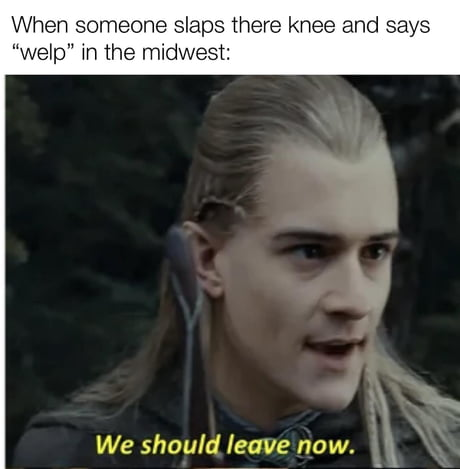 When someone slaps there knee and says
“welp” in the midwest:
We should leave now.